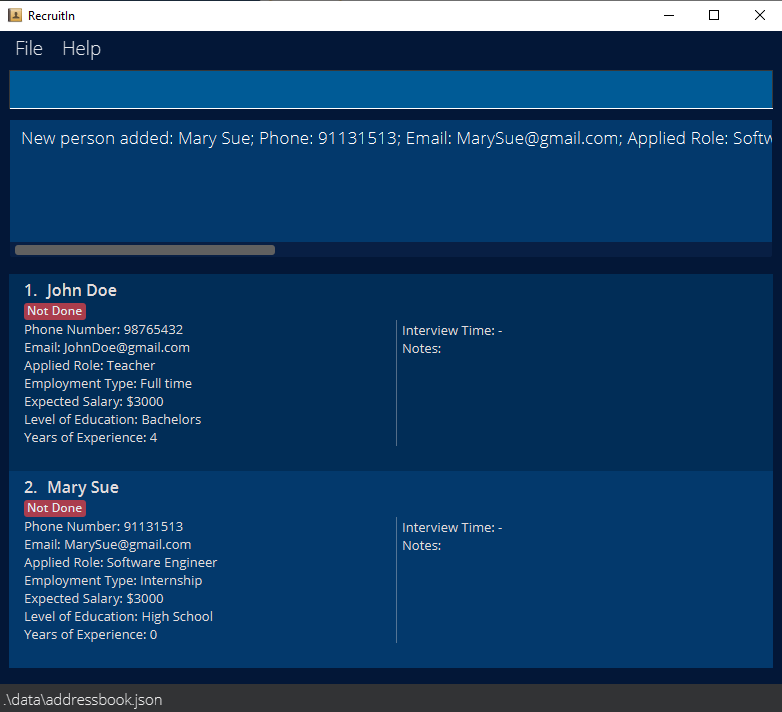 RecruitIn
File Help
New person added: Mary Sue; Phone: 91131513; Email: MarySue@gmail.com; Applied Role: Softw
1. John Doe
Not Done
Phone Number: 98765432
Email: JohnDoe@gmail.com
Applied Role: Teacher
Employment Type: Full time
Expected Salary: $3000
Level of Education: Bachelors
Years of Experience: 4
Interview Time: -
Notes:
2. Mary Sue
Not Done
Phone Number: 91131513
Email: MarySue@gmail.com
Applied Role: Software Engineer
Employment Type: Internship
Expected Salary: $3000
Level of Education: High School
Years of Experience: 0
Interview Time: -
Notes:
.\data\addressbook.json